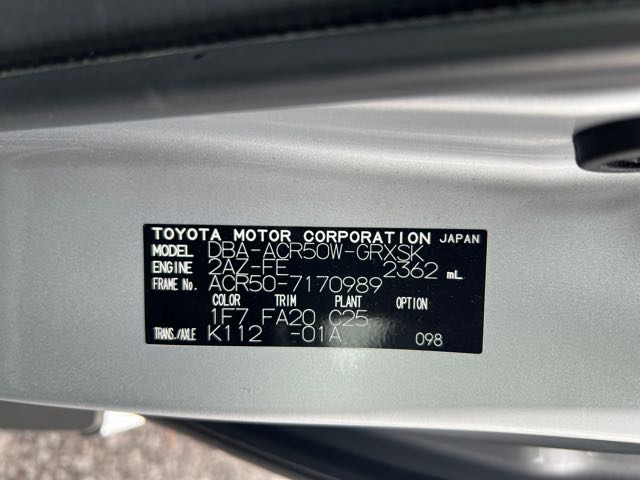 TOYOTA MOTOR CORPORATION JAPAN
MODEL DBA-ACR50W-GRXSK
ENGINE 2AZ-FE 2362 mL
FRAME No. ACR50-7170989
COLOR TRIM PLANT OPTION
1F7 FA20 C25
TRANS./AXLE K112 -01A 098